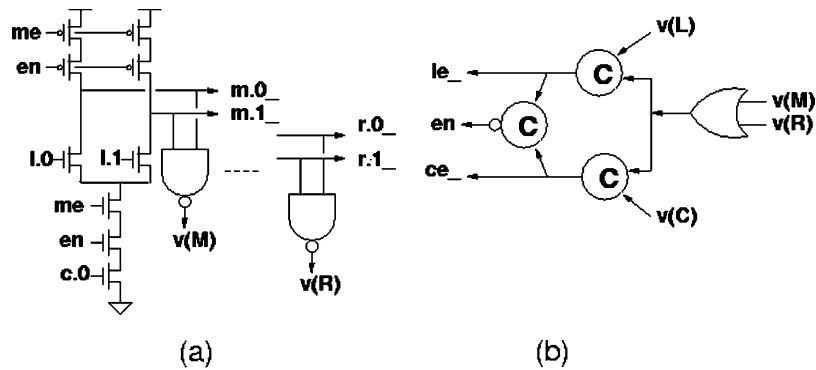 me
en
m.0_
m.1_
l.0
l.1
me
en
c.0
v(M)
r.0_
r.1_
v(R)
(a)
v(L)
C
le_
en
C
v(M)
v(R)
ce_
C
v(C)
(b)